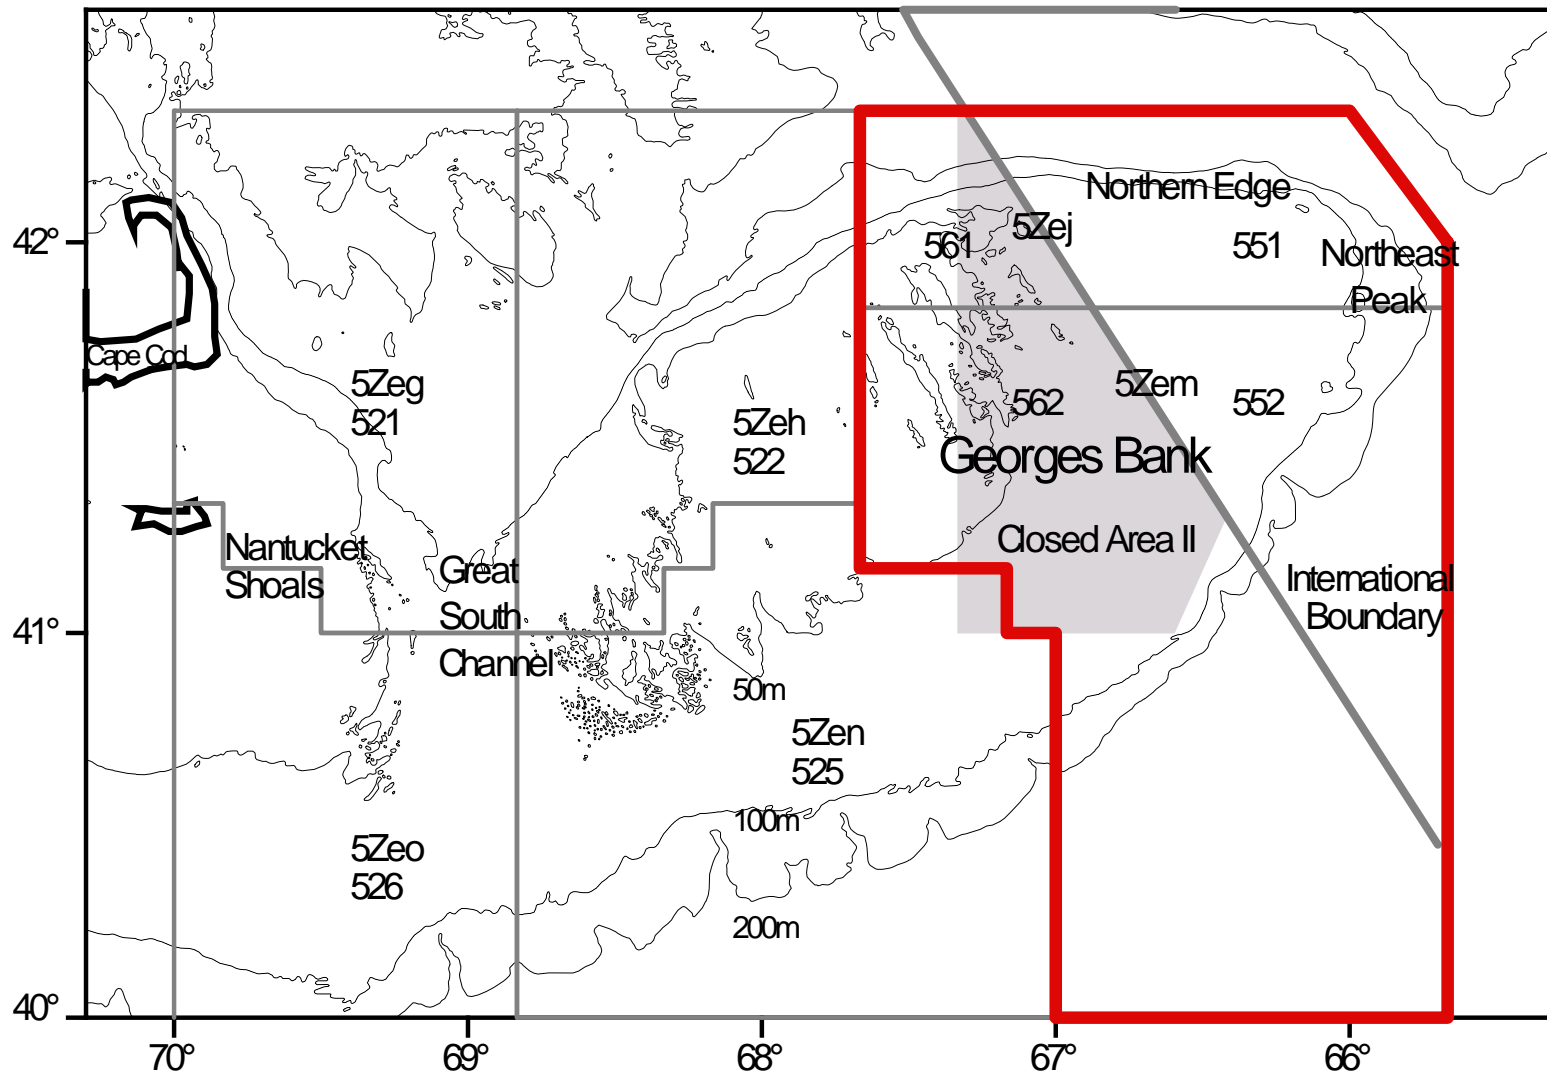 Northern Edge
5Zej
561
551
42°
Northeast
Peak
Cape Cod
5Zeg
521
5Zem
562
552
5Zeh
522
Georges Bank
Closed Area II
Nantucket
Shoals
Great
South
Channel
International
Boundary
41°
50m
5Zen
525
100m
5Zeo
526
200m
40°
70°
69°
68°
67°
66°